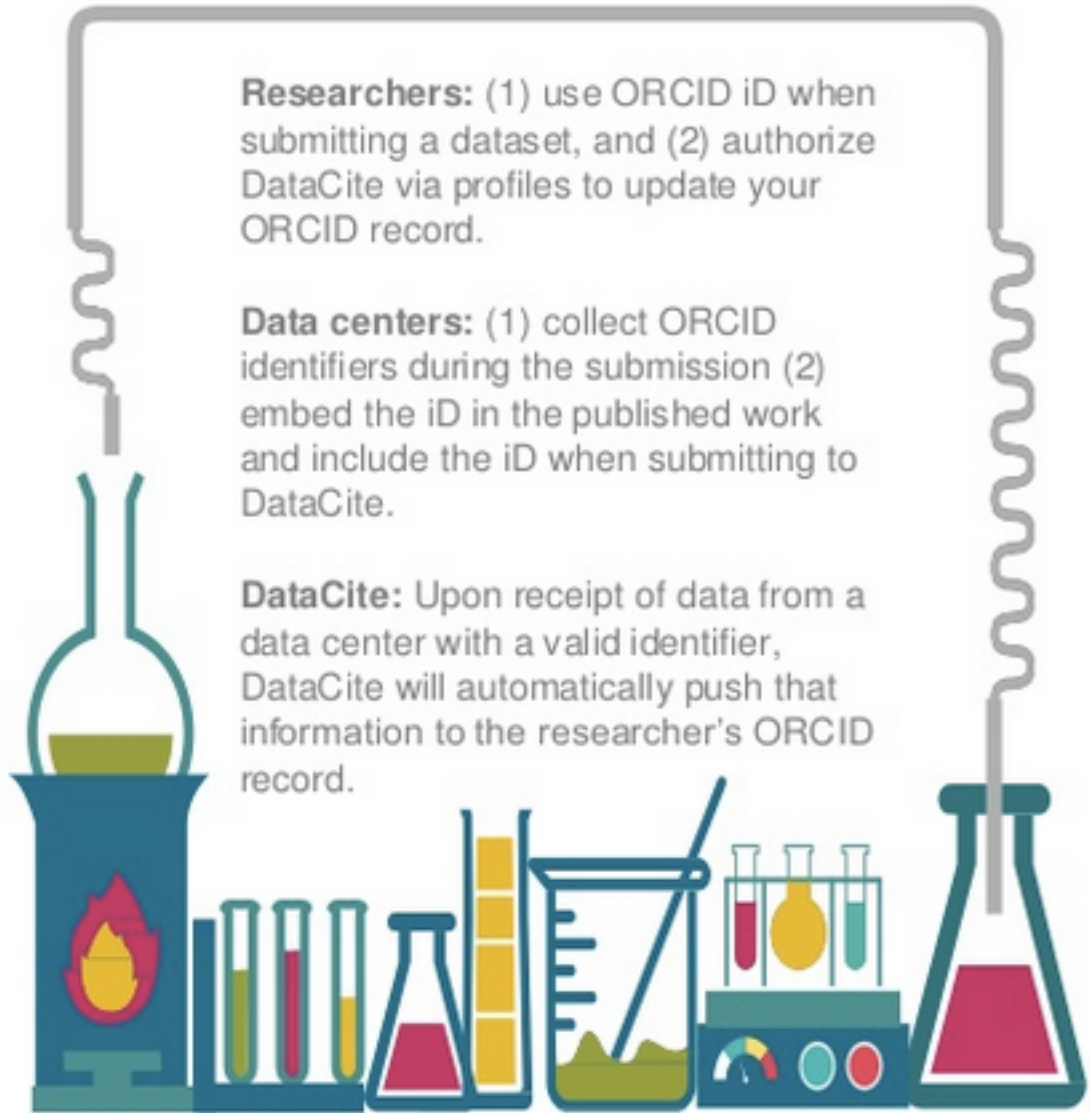 Researchers: (1) use ORCID iD when
submitting a dataset, and (2) authorize
DataCite via profiles to update your
ORCID record.
Data centers: (1) collect ORCID
identifiers during the submission (2)
embed the iD in the published work
and include the iD when submitting to
DataCite.
DataCite: Upon receipt of data from a
data center with a valid identifier,
DataCite will automatically push that
information to the researcher's ORCID
record.